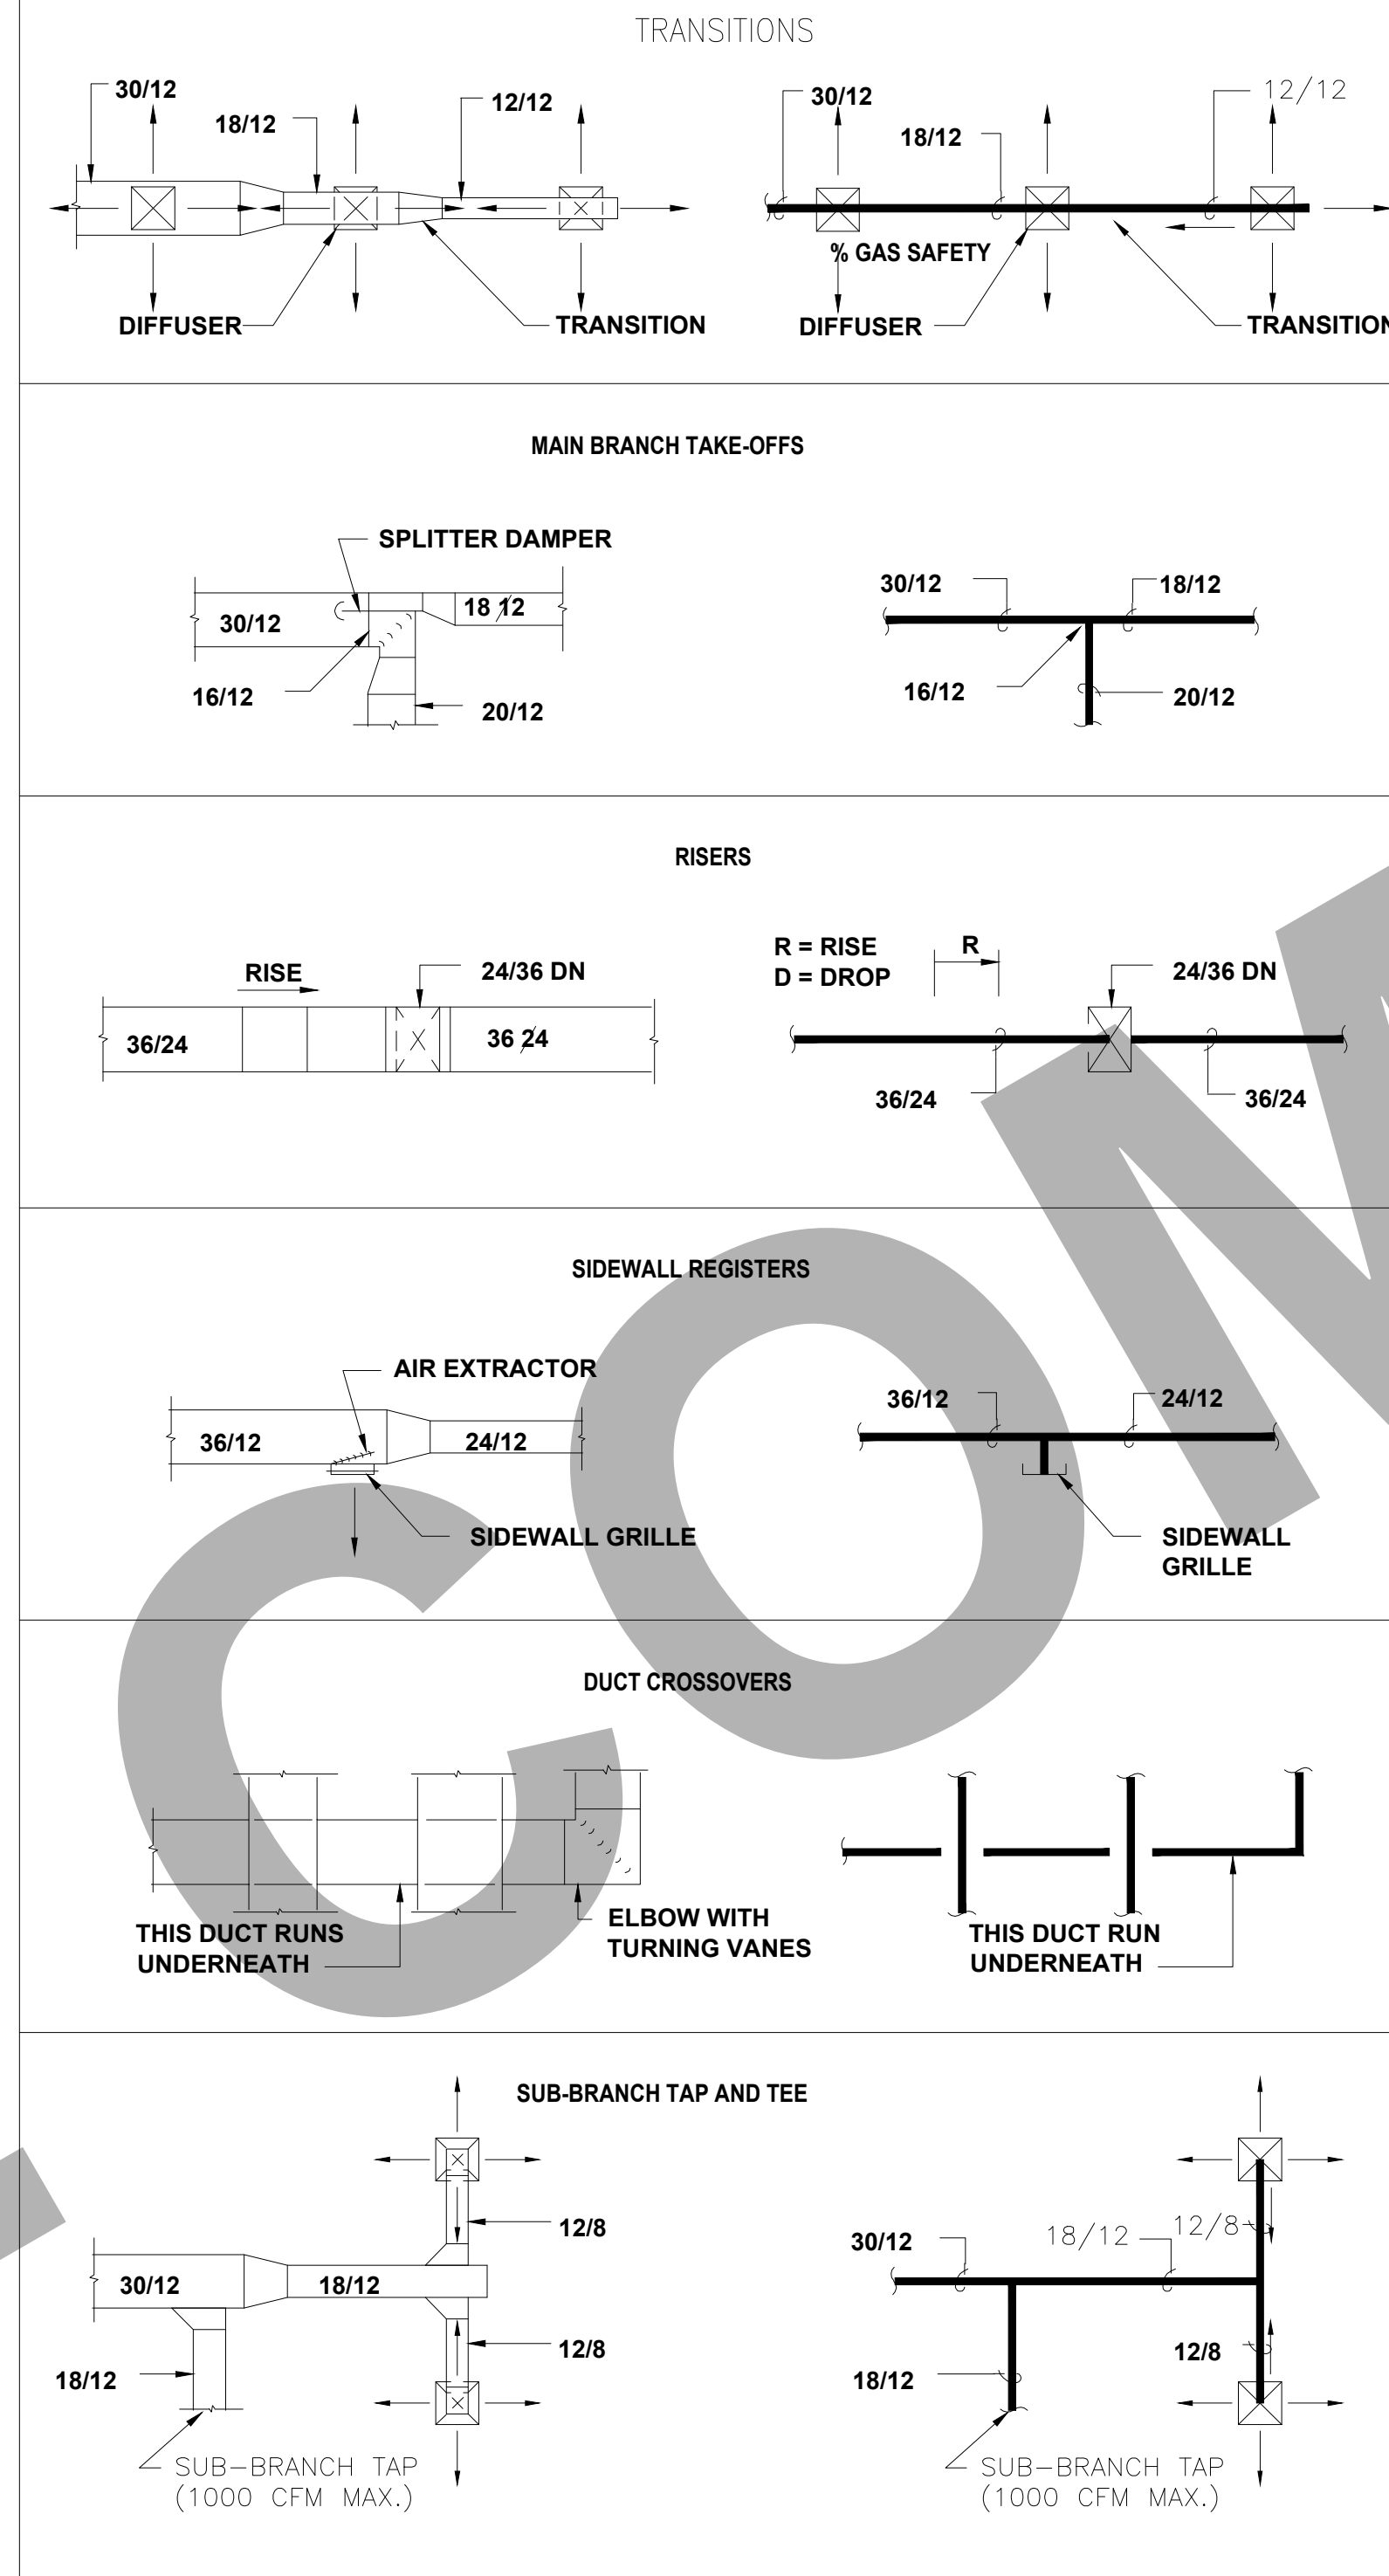 TRANSITIONS
30/12
18/12
12/12
DIFFUSER
TRANSITION
30/12
18/12
12/12
% GAS SAFETY
DIFFUSER
TRANSITION
MAIN BRANCH TAKE-OFFS
SPLITTER DAMPER
30/12
18/12
16/12
20/12
30/12
18/12
16/12
20/12
RISERS
RISE
24/36 DN
36/24
36/24
R = RISE
D = DROP
R
24/36 DN
36/24
36/24
SIDEWALL REGISTERS
AIR EXTRACTOR
36/12
24/12
SIDEWALL GRILLE
36/12
24/12
SIDEWALL
GRILLE
DUCT CROSSOVERS
THIS DUCT RUNS
UNDERNEATH
ELBOW WITH
TURNING VANES
THIS DUCT RUN
UNDERNEATH
SUB-BRANCH TAP AND TEE
12/8
30/12
18/12
12/8
18/12
SUB-BRANCH TAP
(1000 CFM MAX.)
30/12
18/12
12/8
12/8
18/12
SUB-BRANCH TAP
(1000 CFM MAX.)
COM